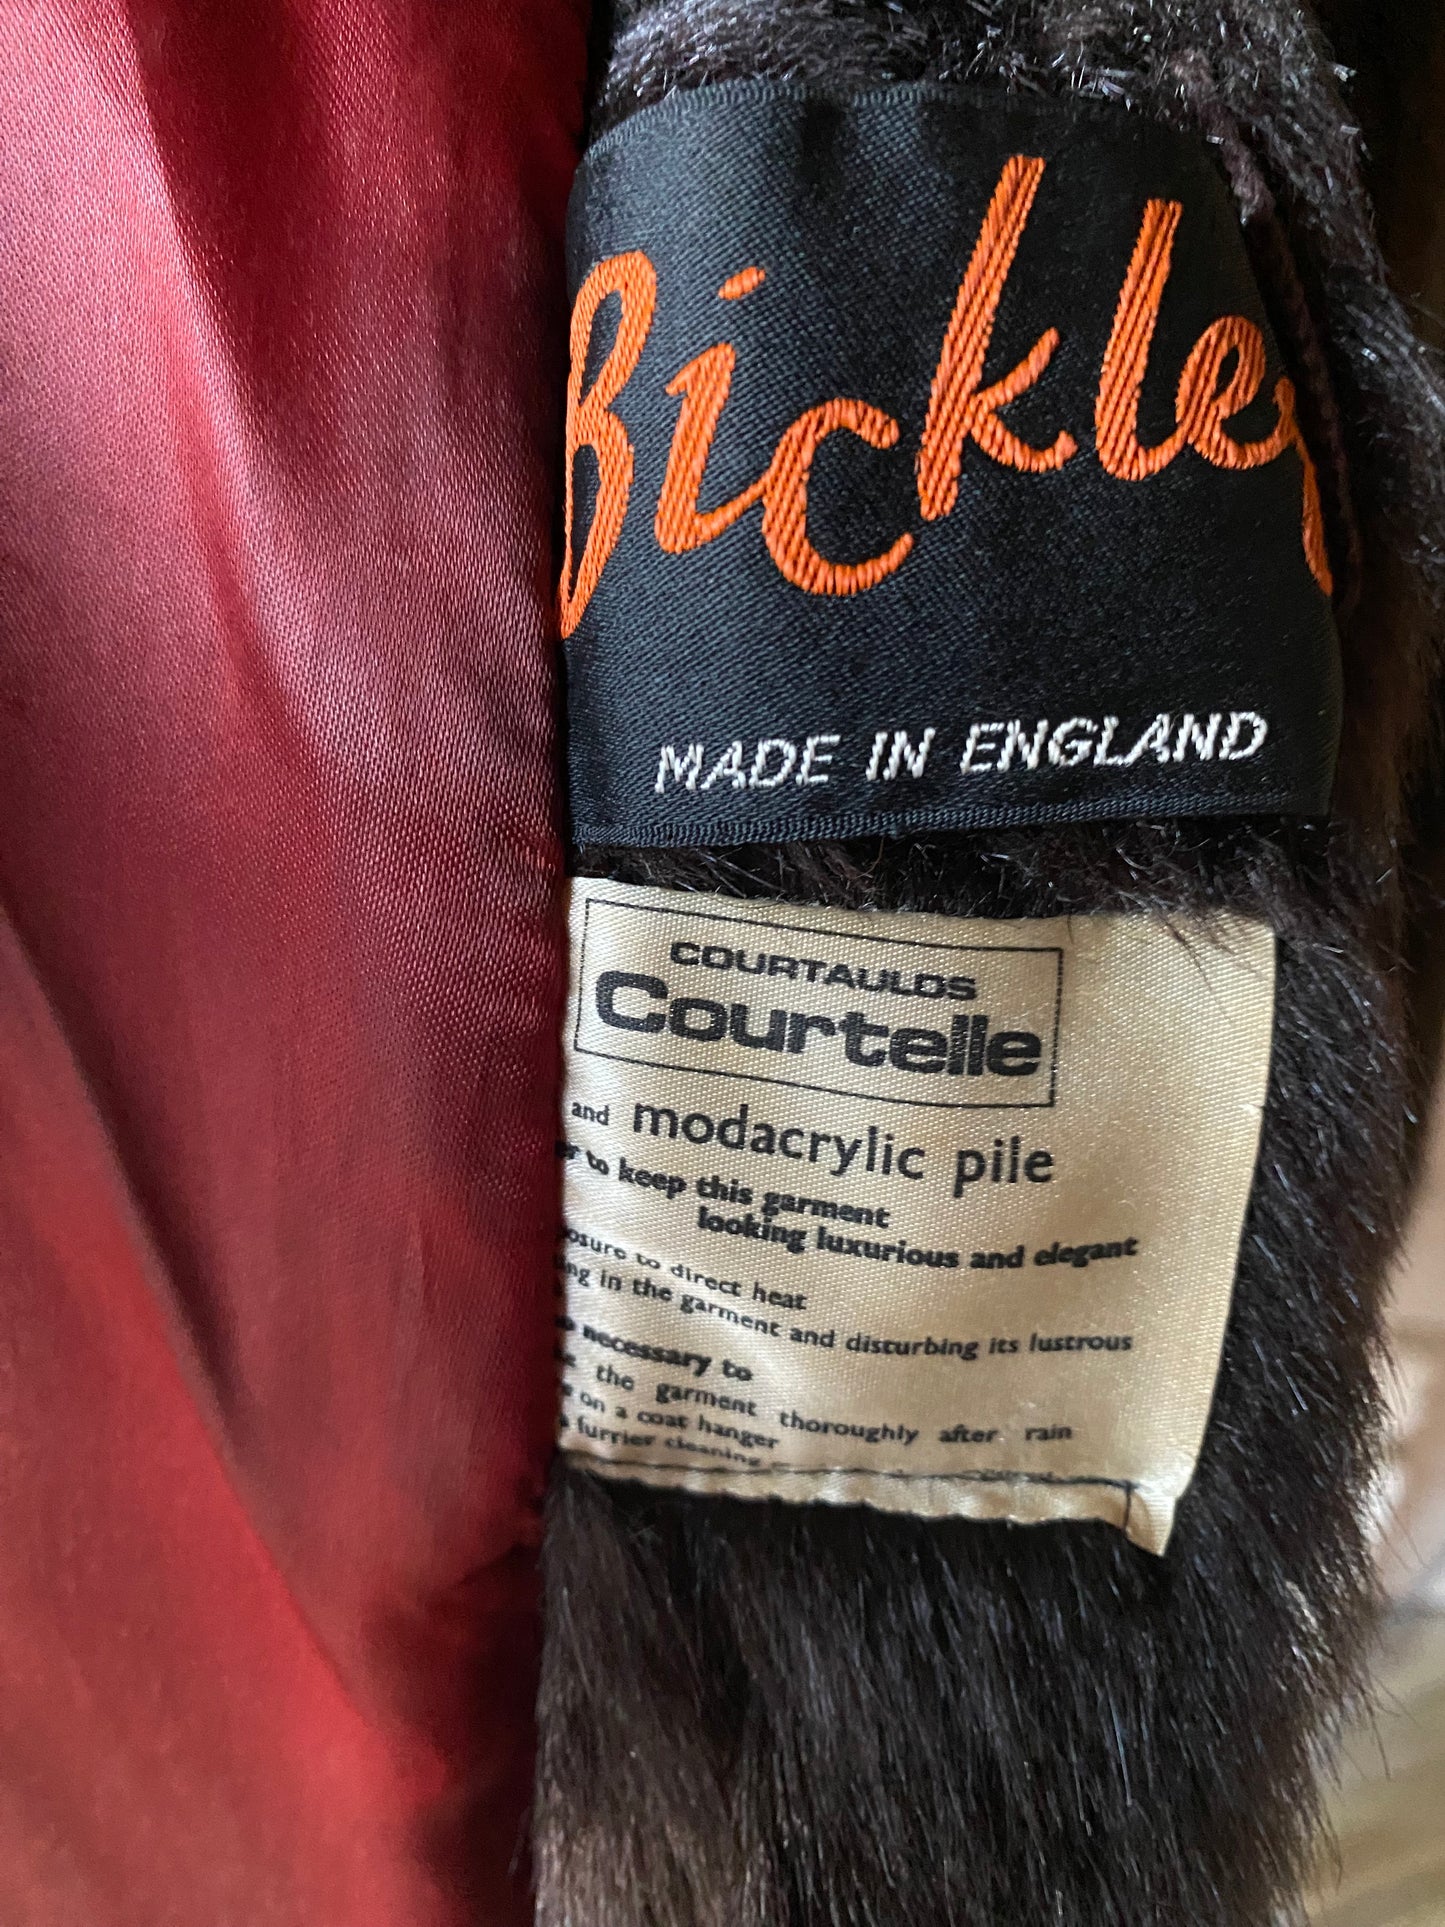 Bickley
MADE IN ENGLAND
COURTAULDS
Courtelle
and modacrylic pile
to keep this garment
looking luxurious and elegant
to direct heat
in the garment and disturbing its lustrous
necessary to
the garment thoroughly after rain
on a coat hanger
furrier cleaning